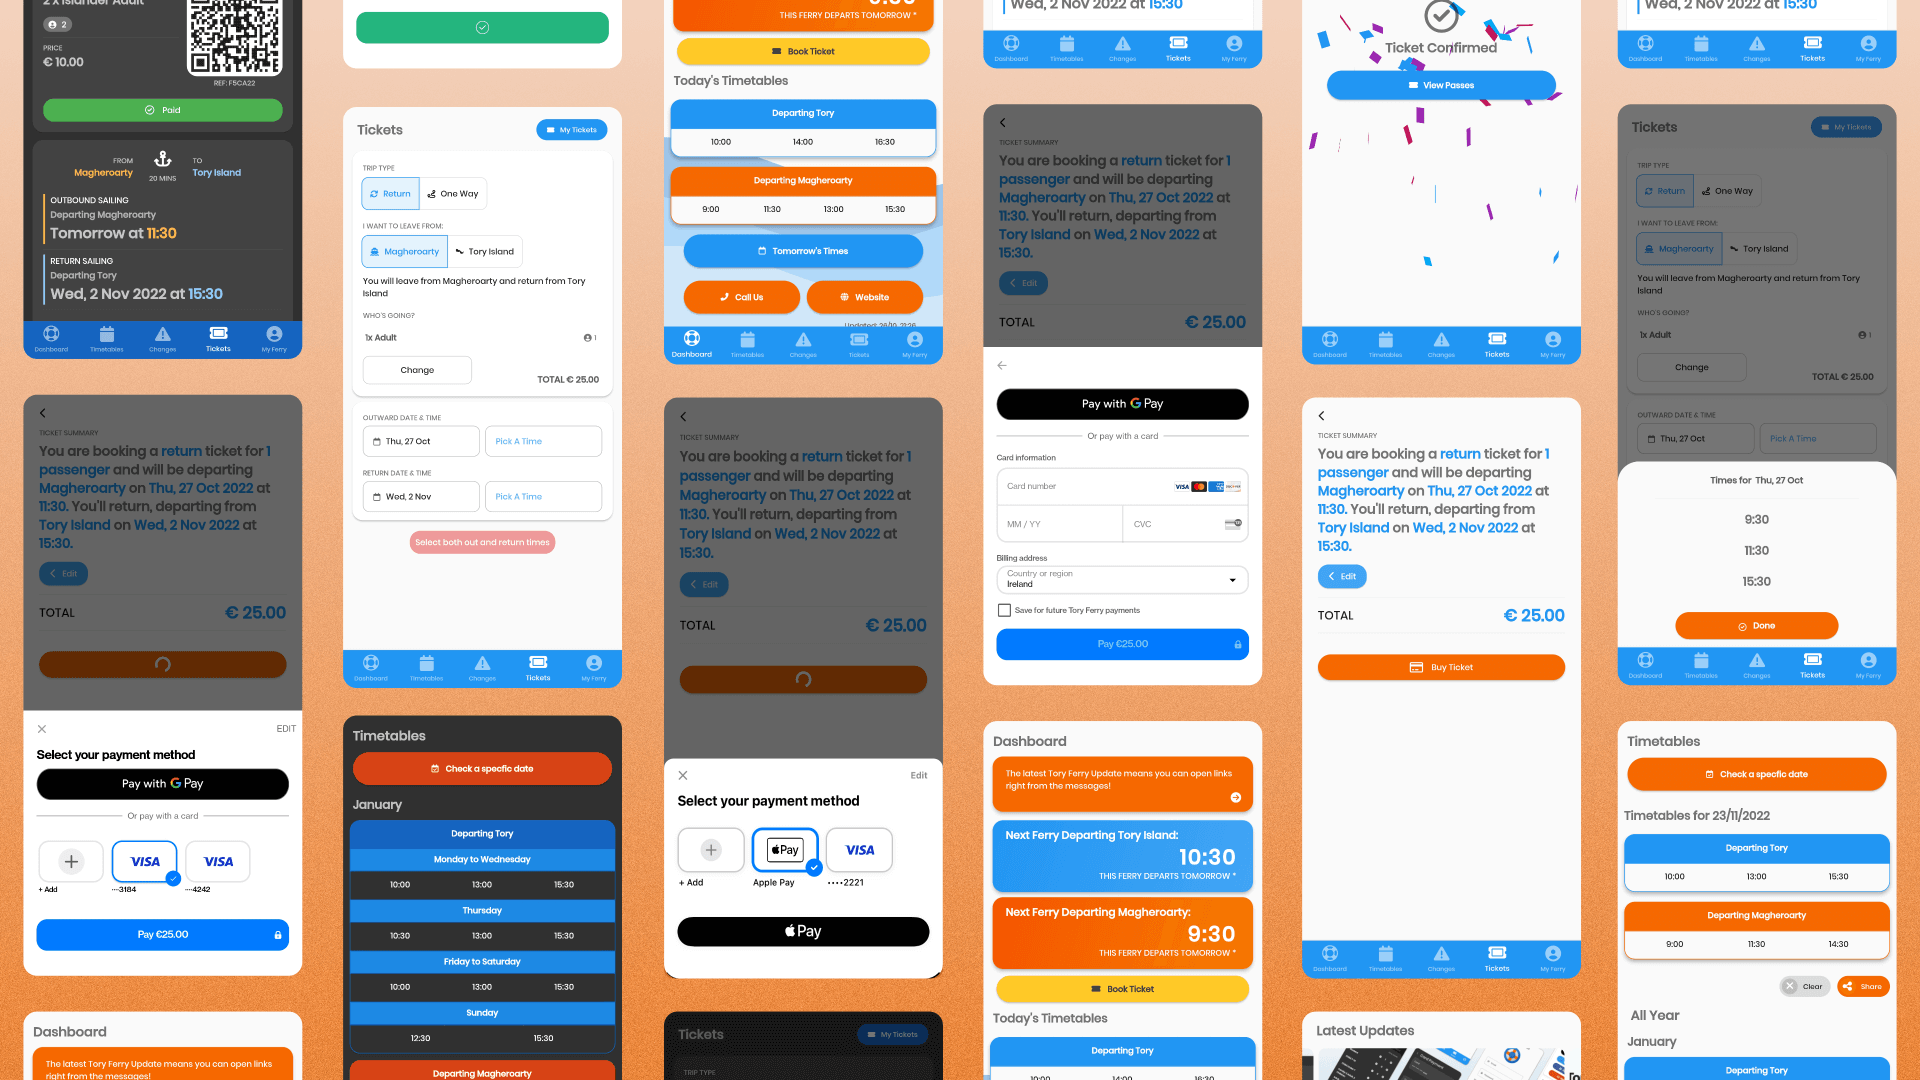 2 x Islander Adult
2
PRICE
€ 10.00
REF: F5CA22
Paid
FROM
Magheroarty
20 MINS
TO
Tory Island
OUTBOUND SAILING
Departing Magheroarty
Tomorrow at 11:30
RETURN SAILING
Departing Tory
Wed, 2 Nov 2022 at 15:30
Dashboard Timetables Changes Tickets My Ferry
TICKET SUMMARY
You are booking a return ticket for 1
passenger and will be departing
Magheroarty on Thu, 27 Oct 2022 at
11:30. You'll return, departing from
Tory Island on Wed, 2 Nov 2022 at
15:30.
Edit
TOTAL € 25.00
EDIT
Select your payment method
Pay with G Pay
Or pay with a card
VISA VISA
+ Add ····3184 ····4242
Pay €25.00
Dashboard
The latest Tory Ferry Update means you can open links
right from the messages!
Tickets
My Tickets
TRIP TYPE
Return One Way
I WANT TO LEAVE FROM:
Magheroarty Tory Island
You will leave from Magheroarty and return from Tory
Island
WHO'S GOING?
1x Adult 1
Change
TOTAL € 25.00
OUTWARD DATE & TIME
Thu, 27 Oct Pick A Time
RETURN DATE & TIME
Wed, 2 Nov Pick A Time
Select both out and return times
Dashboard Timetables Changes Tickets My Ferry
Timetables
Check a specfic date
January
Departing Tory
Monday to Wednesday
10:00 13:00 15:30
Thursday
10:30 13:00 15:30
Friday to Saturday
10:00 13:00 15:30
Sunday
12:30 15:30
Departing Magheroarty
THIS FERRY DEPARTS TOMORROW *
Book Ticket
Today's Timetables
Departing Tory
10:00 14:00 16:30
Departing Magheroarty
9:00 11:30 13:00 15:30
Tomorrow's Times
Call Us Website
Updated: 26/10, 21:26
Dashboard Timetables Changes Tickets My Ferry
TICKET SUMMARY
You are booking a return ticket for 1
passenger and will be departing
Magheroarty on Thu, 27 Oct 2022 at
11:30. You'll return, departing from
Tory Island on Wed, 2 Nov 2022 at
15:30.
Edit
TOTAL € 25.00
Edit
Select your payment method
Pay VISA
+ Add Apple Pay ····2221
Pay
Tickets
My Tickets
TRIP TYPE
Wed, 2 Nov 2022 at 15:30
Dashboard Timetables Changes Tickets My Ferry
TICKET SUMMARY
You are booking a return ticket for 1
passenger and will be departing
Magheroarty on Thu, 27 Oct 2022 at
11:30. You'll return, departing from
Tory Island on Wed, 2 Nov 2022 at
15:30.
Edit
TOTAL € 25.00
Pay with G Pay
Or pay with a card
Card information
Card number VISA
MM / YY CVC
Billing address
Country or region
Ireland
Save for future Tory Ferry payments
Pay €25.00
Dashboard
The latest Tory Ferry Update means you can open links
right from the messages!
Next Ferry Departing Tory Island:
10:30
THIS FERRY DEPARTS TOMORROW *
Next Ferry Departing Magheroarty:
9:30
THIS FERRY DEPARTS TOMORROW *
Book Ticket
Today's Timetables
Departing Tory
10:00 14:00 16:30
Ticket Confirmed
View Passes
Dashboard Timetables Changes Tickets My Ferry
TICKET SUMMARY
You are booking a return ticket for 1
passenger and will be departing
Magheroarty on Thu, 27 Oct 2022 at
11:30. You'll return, departing from
Tory Island on Wed, 2 Nov 2022 at
15:30.
Edit
TOTAL € 25.00
Buy Ticket
Dashboard Timetables Changes Tickets My Ferry
Latest Updates
Wed, 2 Nov 2022 at 15:30
Dashboard Timetables Changes Tickets My Ferry
Tickets
My Tickets
TRIP TYPE
Return One Way
I WANT TO LEAVE FROM:
Magheroarty Tory Island
You will leave from Magheroarty and return from Tory
Island
WHO'S GOING?
1x Adult 1
Change
TOTAL € 25.00
OUTWARD DATE & TIME
Thu, 27 Oct Pick A Time
Times for Thu, 27 Oct
9:30
11:30
15:30
Done
Dashboard Timetables Changes Tickets My Ferry
Timetables
Check a specfic date
Timetables for 23/11/2022
Departing Tory
10:00 13:00 15:30
Departing Magheroarty
9:00 11:30 14:30
Clear Share
All Year
January
Departing Tory